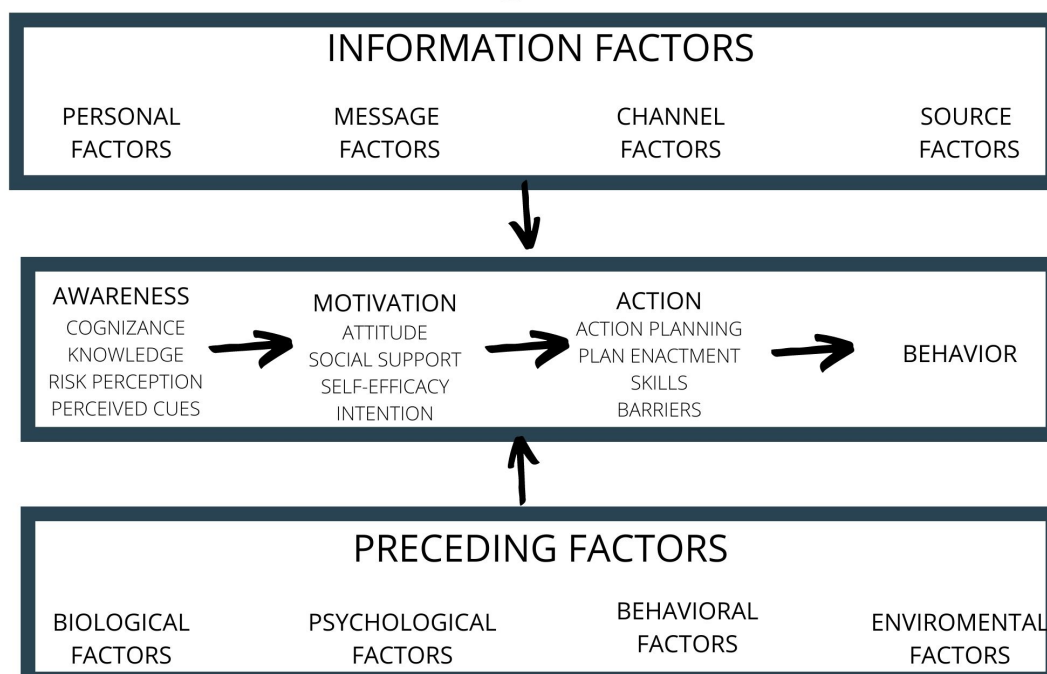 INFORMATION FACTORS
PERSONAL
FACTORS
MESSAGE
FACTORS
CHANNEL
FACTORS
SOURCE
FACTORS
AWARENESS
COGNIZANCE
KNOWLEDGE
RISK PERCEPTION
PERCEIVED CUES
MOTIVATION
ATTITUDE
SOCIAL SUPPORT
SELF-EFFICACY
INTENTION
ACTION
ACTION PLANNING
PLAN ENACTMENT
SKILLS
BARRIERS
BEHAVIOR
PRECEDING FACTORS
BIOLOGICAL
FACTORS
PSYCHOLOGICAL
FACTORS
BEHAVIORAL
FACTORS
ENVIROMENTAL
FACTORS